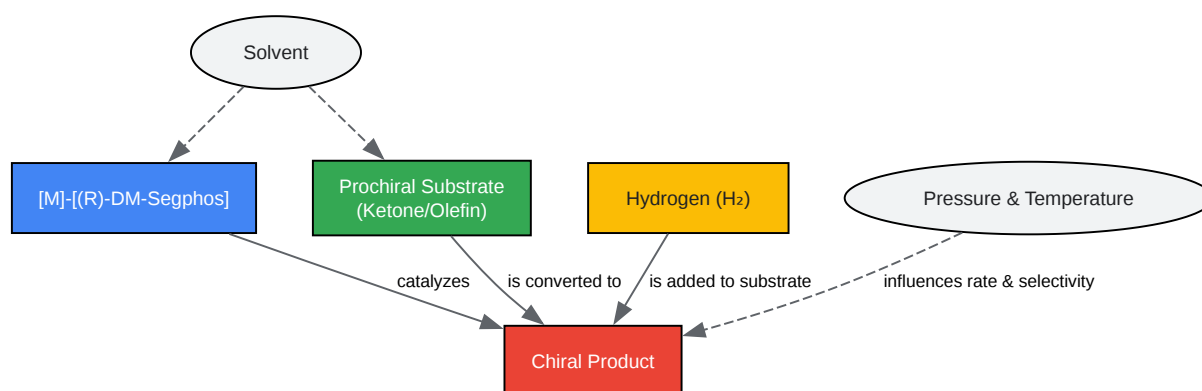 Solvent
[M]-[(R)-DM-Segphos]
Prochiral Substrate
(Ketone/Olefin)
Hydrogen (H₂)
Pressure & Temperature
catalyzes
is converted to
is added to substrate
influences rate & selectivity
Chiral Product